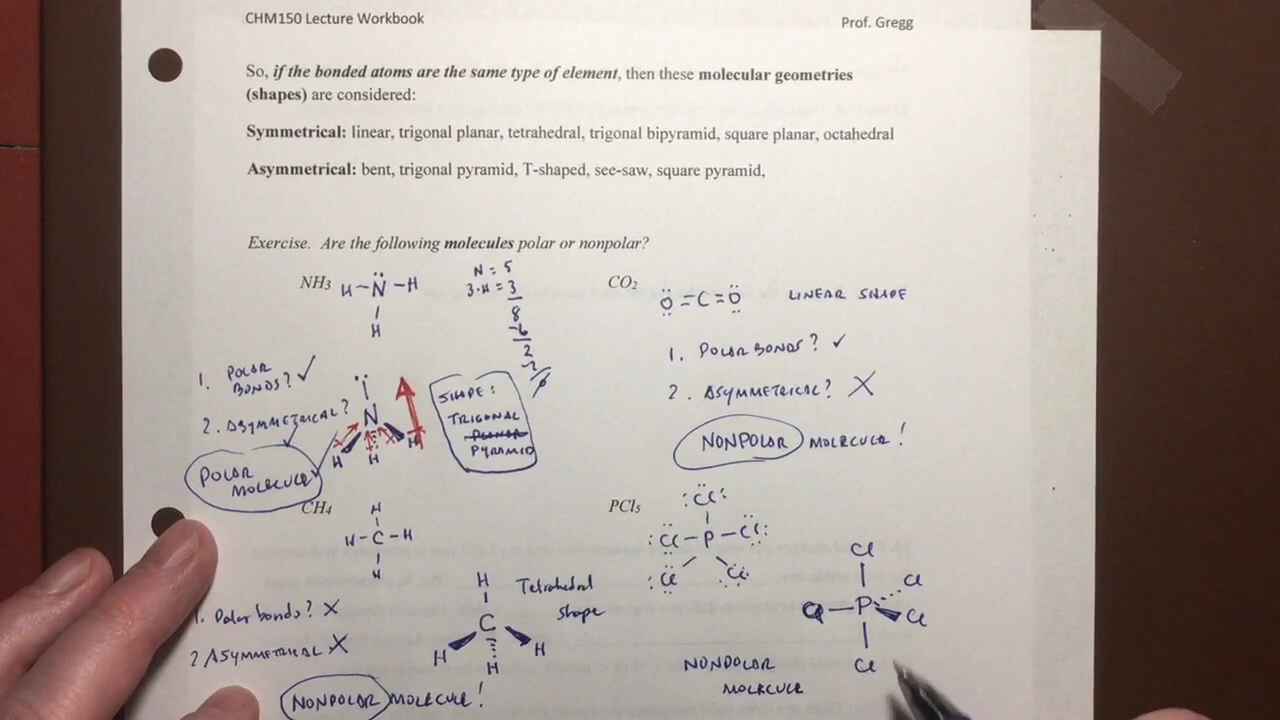 CHM150 Lecture Workbook
Prof. Gregg
So, if the bonded atoms are the same type of element, then these molecular geometries
(shapes) are considered:
Symmetrical: linear, trigonal planar, tetrahedral, trigonal bipyramid, square planar, octahedral
Asymmetrical: bent, trigonal pyramid, T-shaped, see-saw, square pyramid,
Exercise. Are the following molecules polar or nonpolar?
NH3
H-N-H
H
N = 5
3·H = 3
8
-6
2
-2
0
1. POLAR
BONDS? ✓
2. ASYMMETRICAL?
POLAR
MOLECULE
N
H
H
H
SHAPE:
TRIGONAL
PLANAR
PYRAMID
CO2
O=C=O
LINEAR SHAPE
1. POLAR BONDS? ✓
2. ASYMMETRICAL? X
NONPOLAR MOLECULE!
CH4
H
H-C-H
H
1. Polar bonds? X
2 ASYMMETRICAL X
NONPOLAR MOLECULE!
H
C
H
H
H
Tetrahedral
shape
PCl5
:Cl:
:Cl-P-Cl:
:Cl
Cl:
Cl
Cl
Cl-P
Cl
Cl
NONPOLAR
MOLECULE